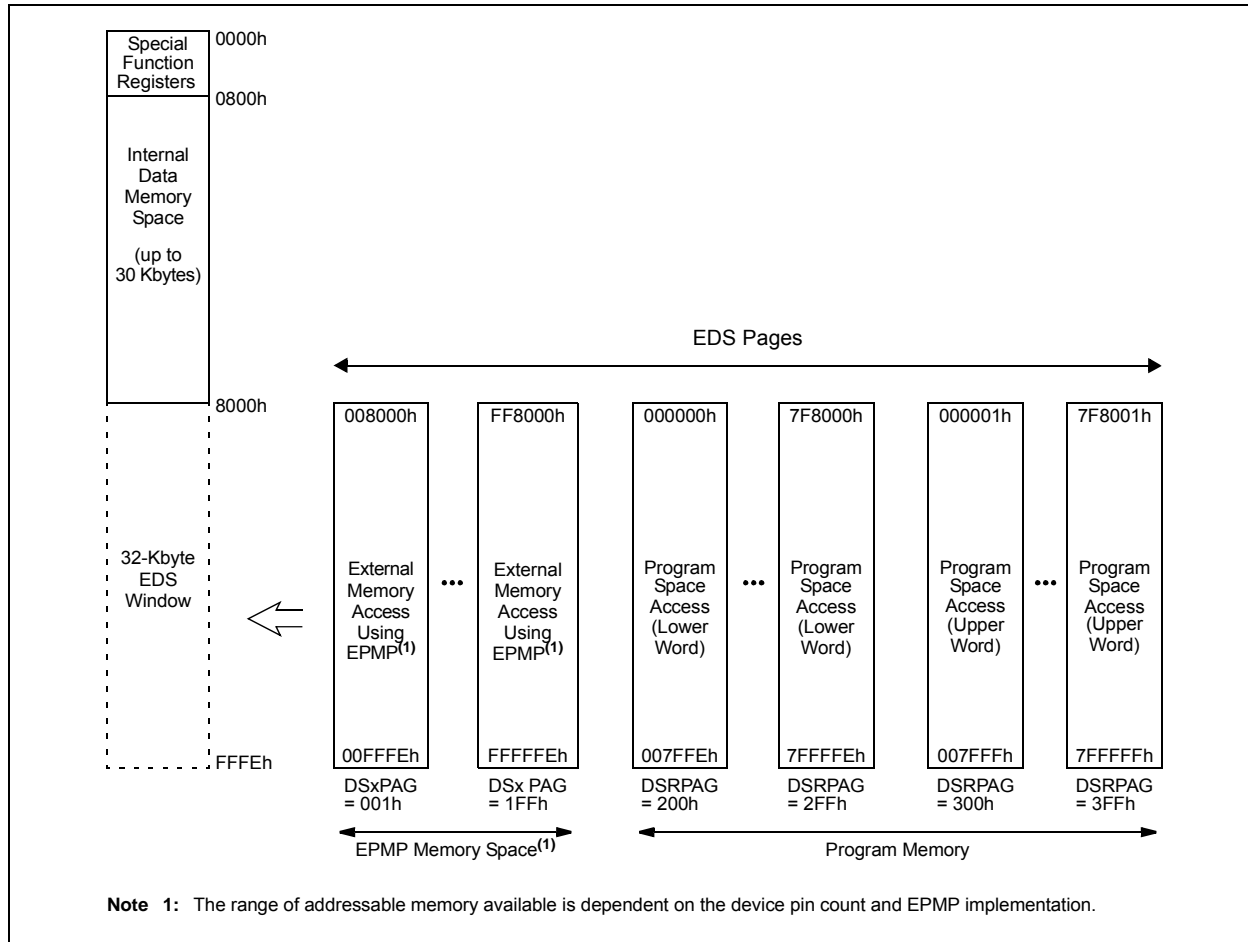 Special
Function
Registers
0000h
0800h
Internal
Data
Memory
Space
(up to
30 Kbytes)
EDS Pages
8000h
32-Kbyte
EDS
Window
FFFEh
008000h
External
Memory
Access
Using
EPMP(1)
00FFFEh
DSxPAG
= 001h
•••
FF8000h
External
Memory
Access
Using
EPMP(1)
FFFFFEh
DSx PAG
= 1FFh
000000h
Program
Space
Access
(Lower
Word)
007FFEh
DSRPAG
= 200h
•••
7F8000h
Program
Space
Access
(Lower
Word)
7FFFFEh
DSRPAG
= 2FFh
000001h
Program
Space
Access
(Upper
Word)
007FFFh
DSRPAG
= 300h
•••
7F8001h
Program
Space
Access
(Upper
Word)
7FFFFFh
DSRPAG
= 3FFh
EPMP Memory Space(1)
Program Memory
Note 1: The range of addressable memory available is dependent on the device pin count and EPMP implementation.